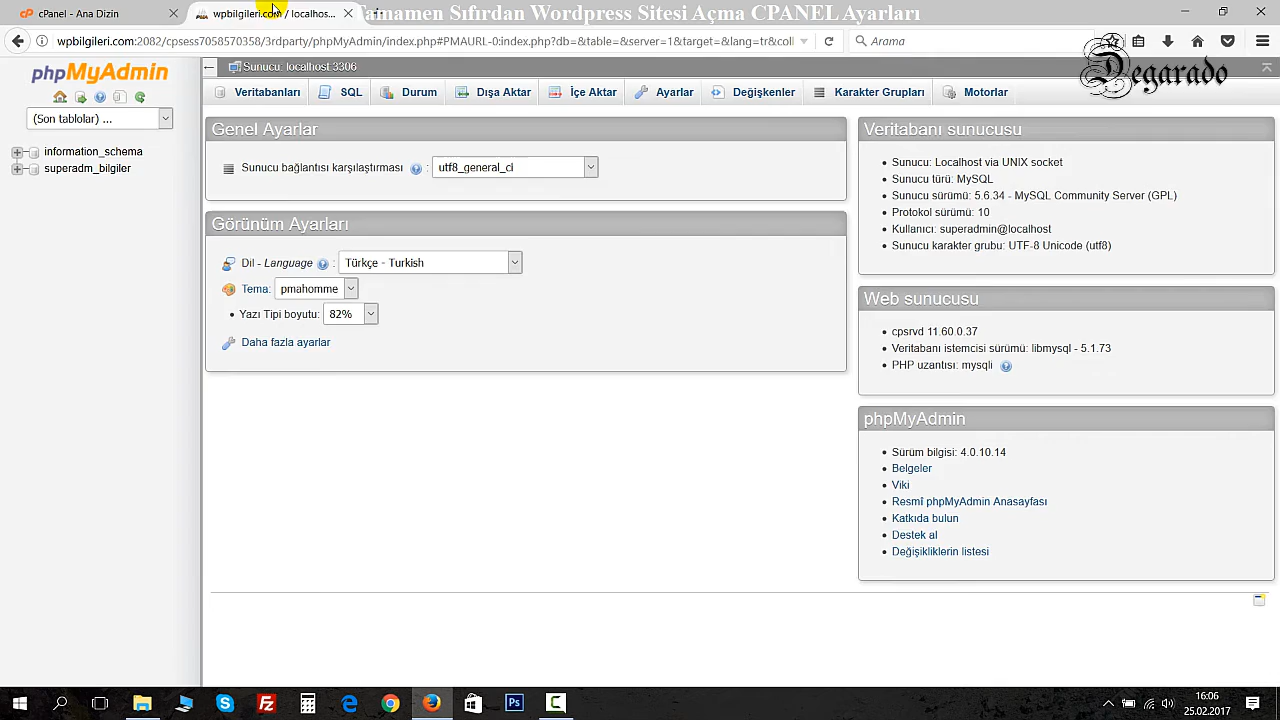 cPanel - Ana Dizin
wpbilgileri.com / localhos...
Tamamen Sıfırdan Wordpress Sitesi Açma CPANEL Ayarları
wpbilgileri.com:2082/cpsess7058570358/3rdparty/phpMyAdmin/index.php#PMAURL-0:index.php?db=&table=&server=1&target=&lang=tr&coll
Arama
Degarado
phpMyAdmin
Sunucu: localhost:3306
Veritabanları
SQL
Durum
Dışa Aktar
İçe Aktar
Ayarlar
Değişkenler
Karakter Grupları
Motorlar
(Son tablolar) ...
information_schema
superadm_bilgiler
Genel Ayarlar
Sunucu bağlantısı karşılaştırması : utf8_general_ci
Görünüm Ayarları
Dil - Language : Türkçe - Turkish
Tema: pmahomme
Yazı Tipi boyutu: 82%
Daha fazla ayarlar
Veritabanı sunucusu
Sunucu: Localhost via UNIX socket
Sunucu türü: MySQL
Sunucu sürümü: 5.6.34 - MySQL Community Server (GPL)
Protokol sürümü: 10
Kullanıcı: superadmin@localhost
Sunucu karakter grubu: UTF-8 Unicode (utf8)
Web sunucusu
cpsrvd 11.60.0.37
Veritabanı istemcisi sürümü: libmysql - 5.1.73
PHP uzantısı: mysqli
phpMyAdmin
Sürüm bilgisi: 4.0.10.14
Belgeler
Viki
Resmî phpMyAdmin Anasayfası
Katkıda bulun
Destek al
Değişikliklerin listesi
16:06
25.02.2017